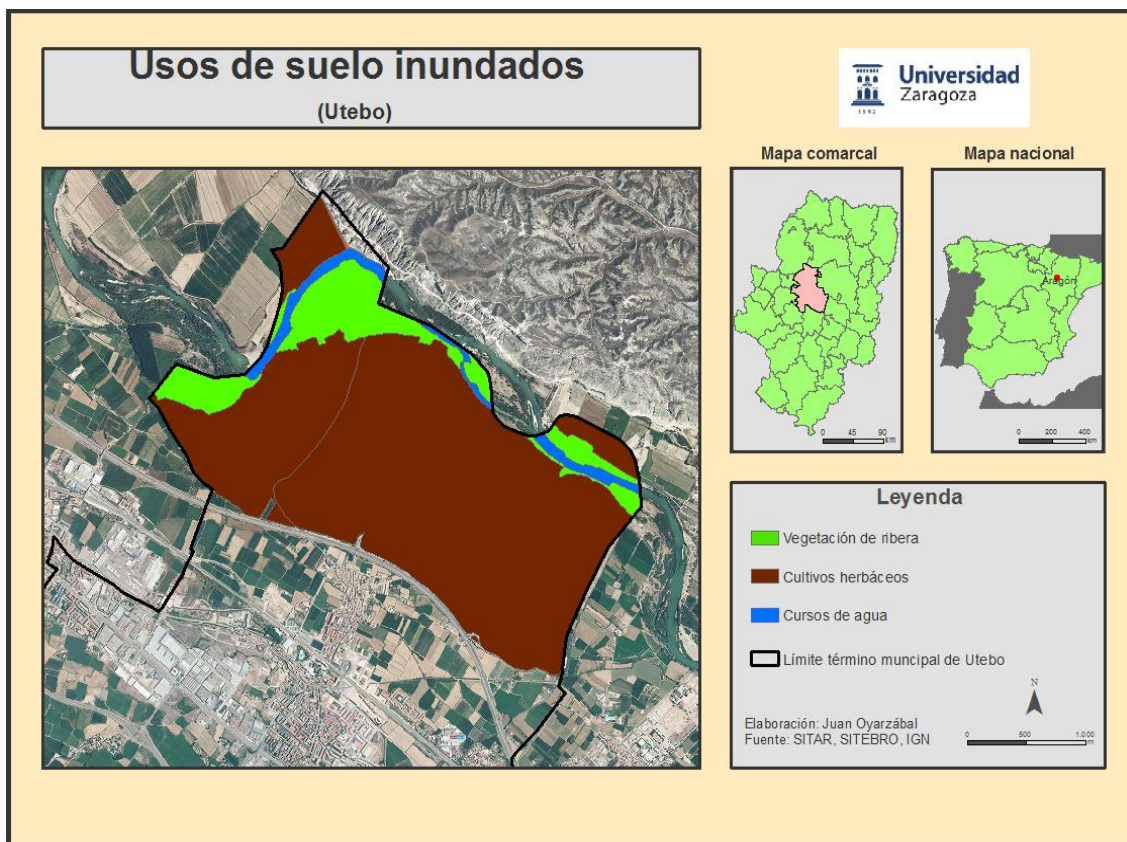 Usos de suelo inundados
(Utebo)
Universidad
Zaragoza
1542
Mapa comarcal
Mapa nacional
Aragón
0 45 90
km
0 200 400
km
Leyenda
Vegetación de ribera
Cultivos herbáceos
Cursos de agua
Límite término muncipal de Utebo
N
Elaboración: Juan Oyarzábal
Fuente: SITAR, SITEBRO, IGN
0 500 1.000
m